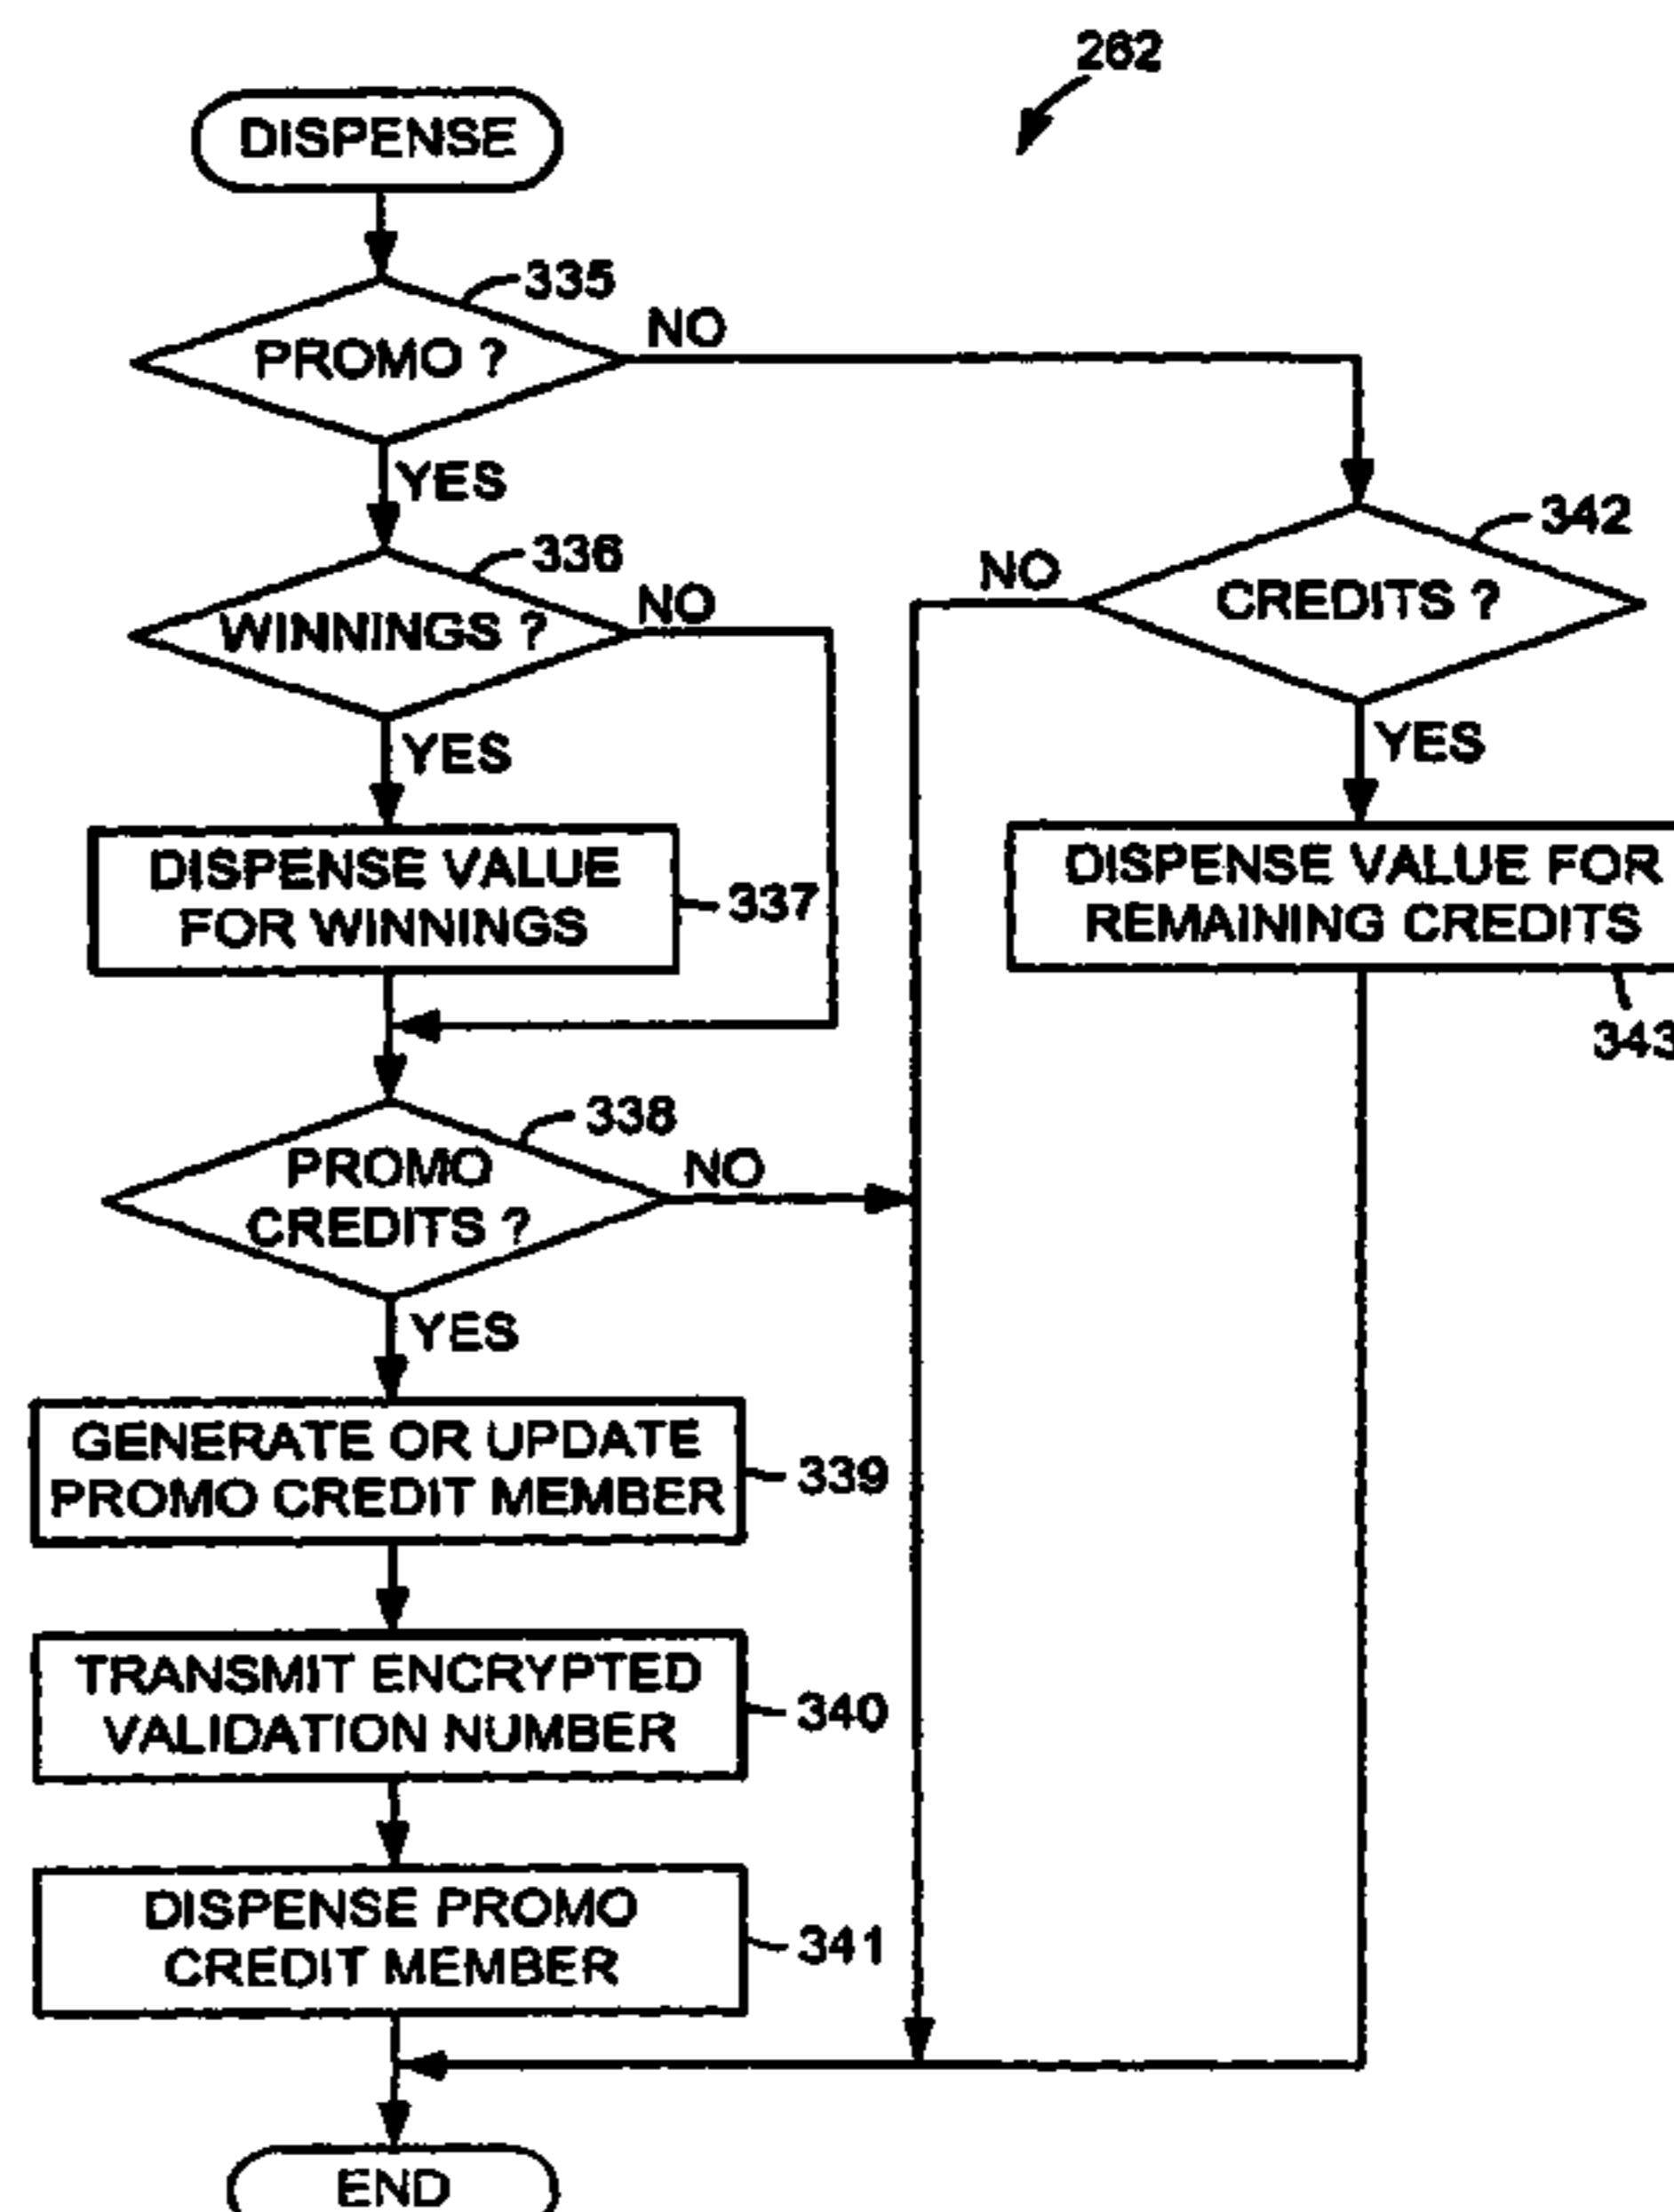 262
DISPENSE
335
PROMO ?
NO
YES
336
WINNINGS ?
NO
YES
DISPENSE VALUE
FOR WINNINGS
337
342
CREDITS ?
NO
YES
DISPENSE VALUE FOR
REMAINING CREDITS
343
338
PROMO
CREDITS ?
NO
YES
GENERATE OR UPDATE
PROMO CREDIT MEMBER
339
TRANSMIT ENCRYPTED
VALIDATION NUMBER
340
DISPENSE PROMO
CREDIT MEMBER
341
END